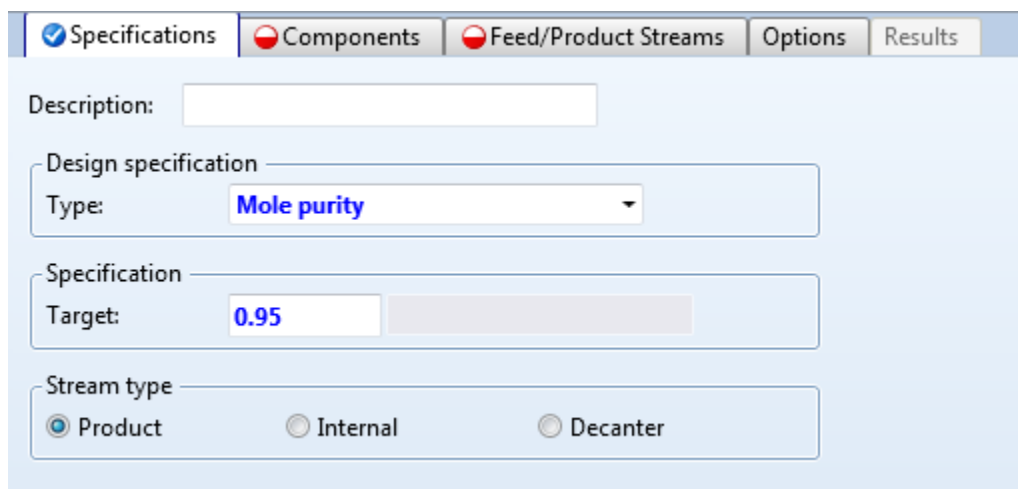 Specifications Components Feed/Product Streams Options Results
Description:
Design specification
Type: Mole purity
Specification
Target: 0.95
Stream type
Product Internal Decanter